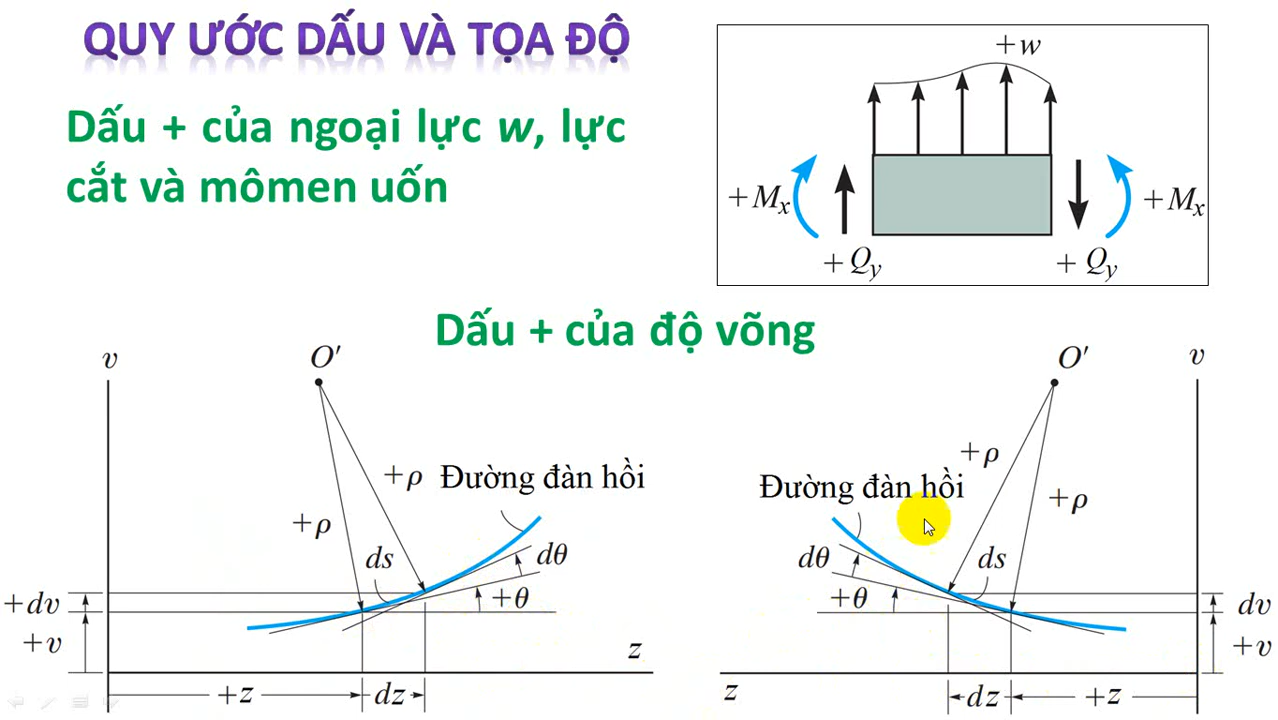 QUY ƯỚC DẤU VÀ TỌA ĐỘ
Dấu + của ngoại lực w, lực
cắt và mômen uốn
+w
+Mx
+Mx
+ Qy
+ Qy
Dấu + của độ võng
v
O'
+ρ
Đường đàn hồi
+ρ
ds
dθ
+θ
+dv
+v
z
+z
dz
O'
v
+ρ
Đường đàn hồi
+ρ
dθ
ds
+θ
dv
+v
z
dz
+z